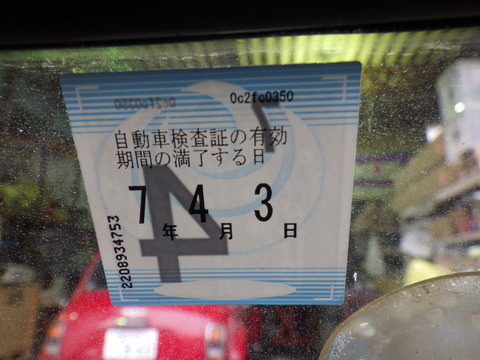 0c2fc0350
自動車検査証の有効
期間の満了する日
7年 4月 3日
2208934753